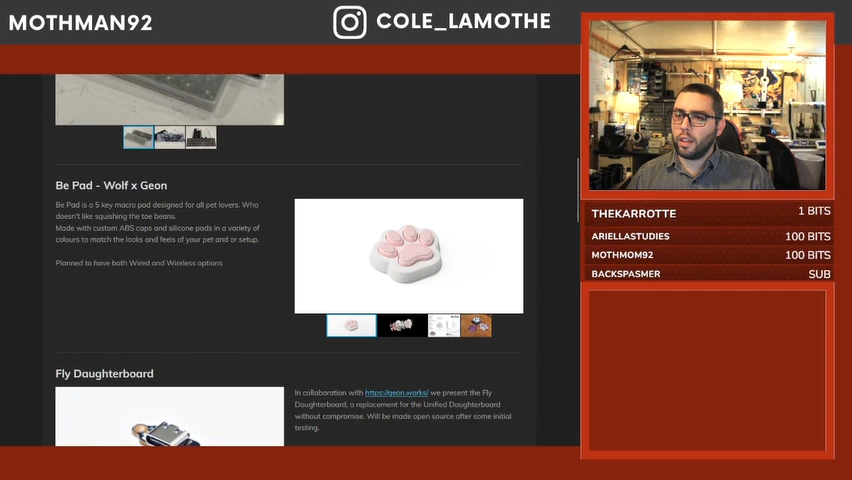 MOTHMAN92
COLE_LAMOTHE
Be Pad - Wolf x Geon
Be Pad is a 5 key macro pad designed for all pet lovers. Who
doesn't like squishing the toe beans.
Made with custom ABS caps and silicone pads in a variety of
colours to match the looks and feels of your pet and or setup.
Planned to have both Wired and Wireless options
Fly Daughterboard
In collaboration with https://geon.works/ we present the Fly
Daughterboard, a replacement for the Unified Daughterboard
without compromise. Will be made open source after some initial
testing.
THEKARROTTE 1 BITS
ARIELLASTUDIES 100 BITS
MOTHMOM92 100 BITS
BACKSPASMER SUB